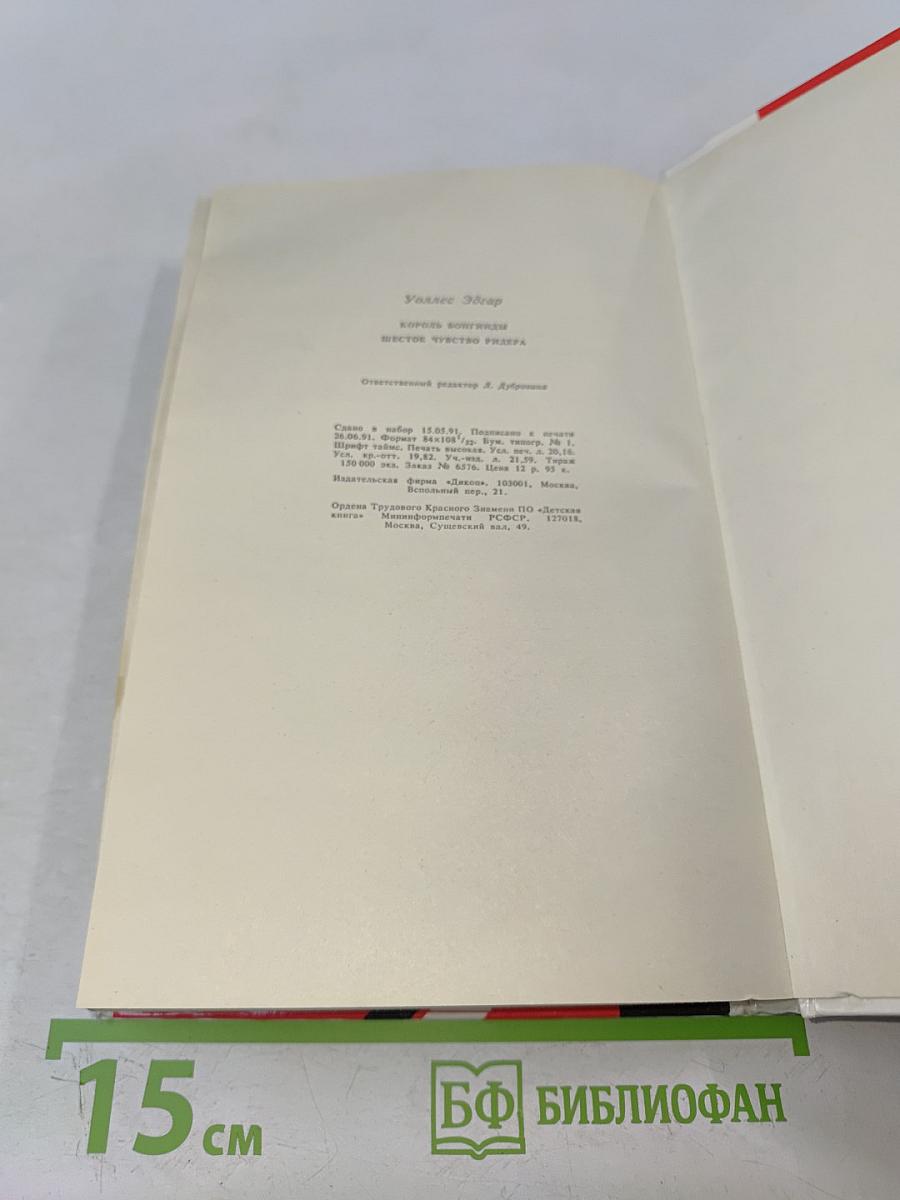 Уоллес Эдгар
КОРОЛЬ БОНГИНДЫ
ШЕСТОЕ ЧУВСТВО РИДЕРА
Ответственный редактор Л. Дубровина
Сдано в набор 15.05.91. Подписано к печати
26.06.91. Формат 84×108¹/₃₂. Бум. типогр. № 1.
Шрифт таймс. Печать высокая. Усл. печ. л. 20,16.
Усл. кр.-отт. 19,82. Уч.-изд. л. 21,59. Тираж
150 000 экз. Заказ № 6576. Цена 12 р. 95 к.
Издательская фирма «Дикоп». 103001, Москва,
Вспольный пер., 21.
Ордена Трудового Красного Знамени ПО «Детская
книга» Мининформпечати РСФСР. 127018,
Москва, Сущевский вал, 49.
15 см
БФ БИБЛИОФАН